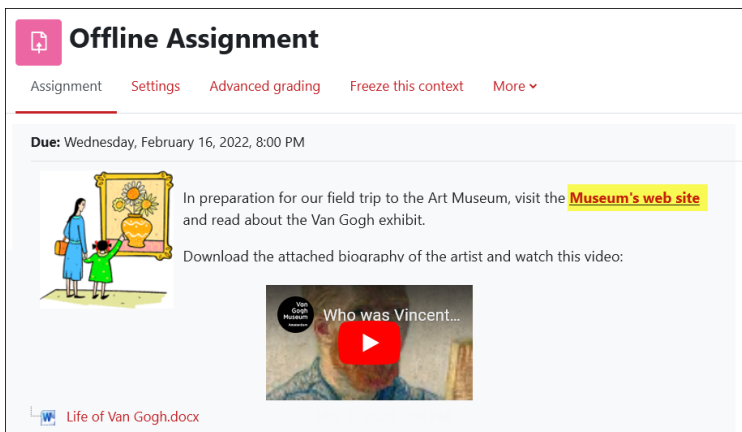 Offline Assignment
Assignment Settings Advanced grading Freeze this context More
Due: Wednesday, February 16, 2022, 8:00 PM
In preparation for our field trip to the Art Museum, visit the Museum's web site
and read about the Van Gogh exhibit.
Download the attached biography of the artist and watch this video:
Van
Gogh
Museum
Amsterdam
Who was Vincent...
Life of Van Gogh.docx